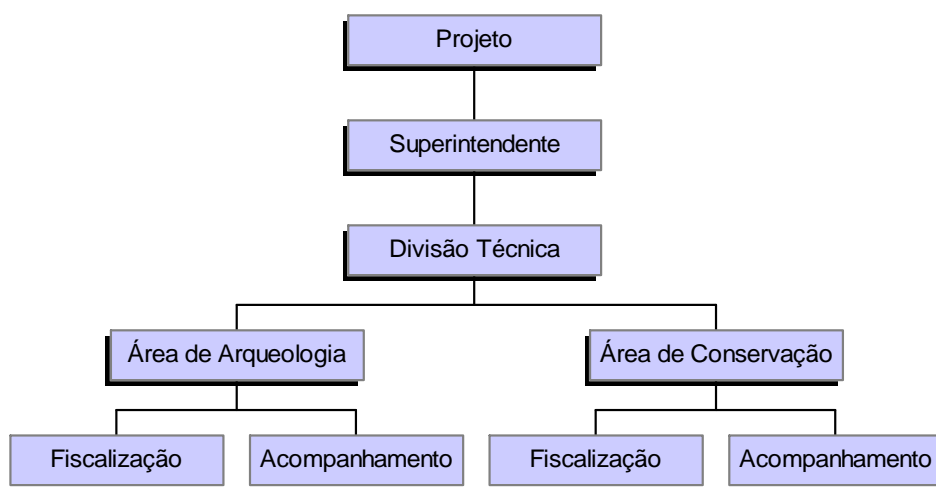 Projeto
Superintendente
Divisão Técnica
Área de Arqueologia
Área de Conservação
Fiscalização
Acompanhamento
Fiscalização
Acompanhamento